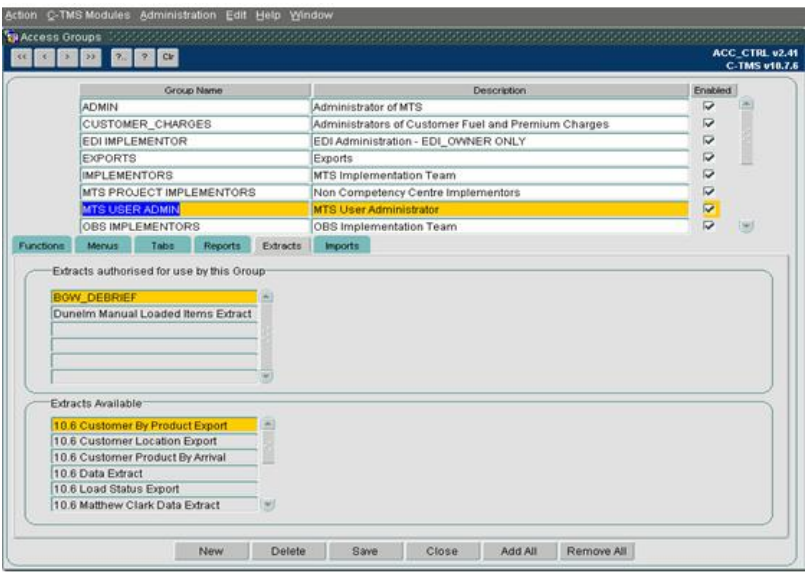 Action C-TMS Modules Administration Edit Help Window
Access Groups
<< < > >> ?.. ? Clr ACC_CTRL v2.41
C-TMS v10.7.6
Group Name Description Enabled
ADMIN Administrator of MTS
CUSTOMER_CHARGES Administrators of Customer Fuel and Premium Charges
EDI IMPLEMENTOR EDI Administration - EDI_OWNER ONLY
EXPORTS Exports
IMPLEMENTORS MTS Implementation Team
MTS PROJECT IMPLEMENTORS Non Competency Centre Implementors
MTS USER ADMIN MTS User Administrator
OBS IMPLEMENTORS OBS Implementation Team
Functions Menus Tabs Reports Extracts Imports
Extracts authorised for use by this Group
BGW_DEBRIEF
Dunelm Manual Loaded Items Extract
Extracts Available
10.6 Customer By Product Export
10.6 Customer Location Export
10.6 Customer Product By Arrival
10.6 Data Extract
10.6 Load Status Export
10.6 Matthew Clark Data Extract
New Delete Save Close Add All Remove All